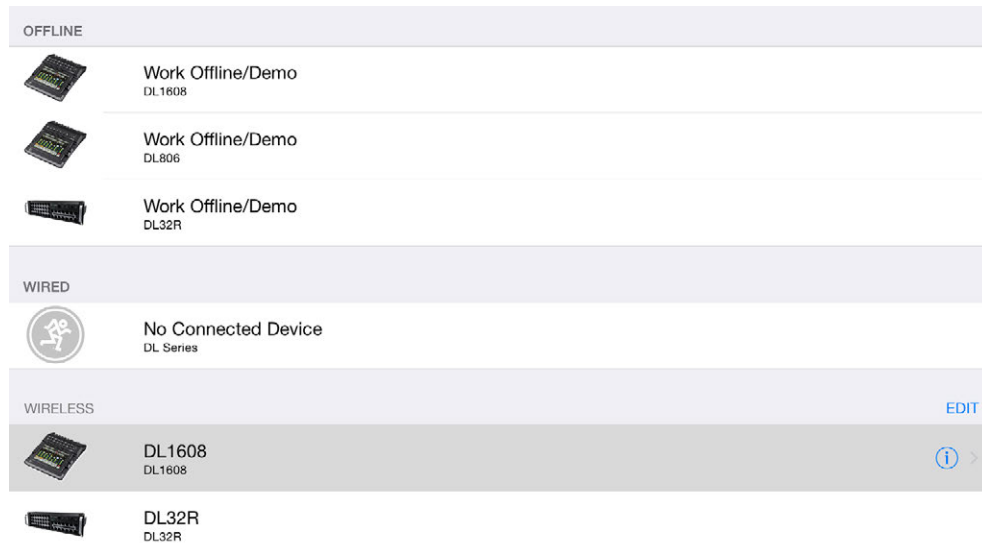 OFFLINE
Work Offline/Demo
DL1608
Work Offline/Demo
DL806
Work Offline/Demo
DL32R
WIRED
No Connected Device
DL Series
WIRELESS
EDIT
DL1608
DL1608
DL32R
DL32R